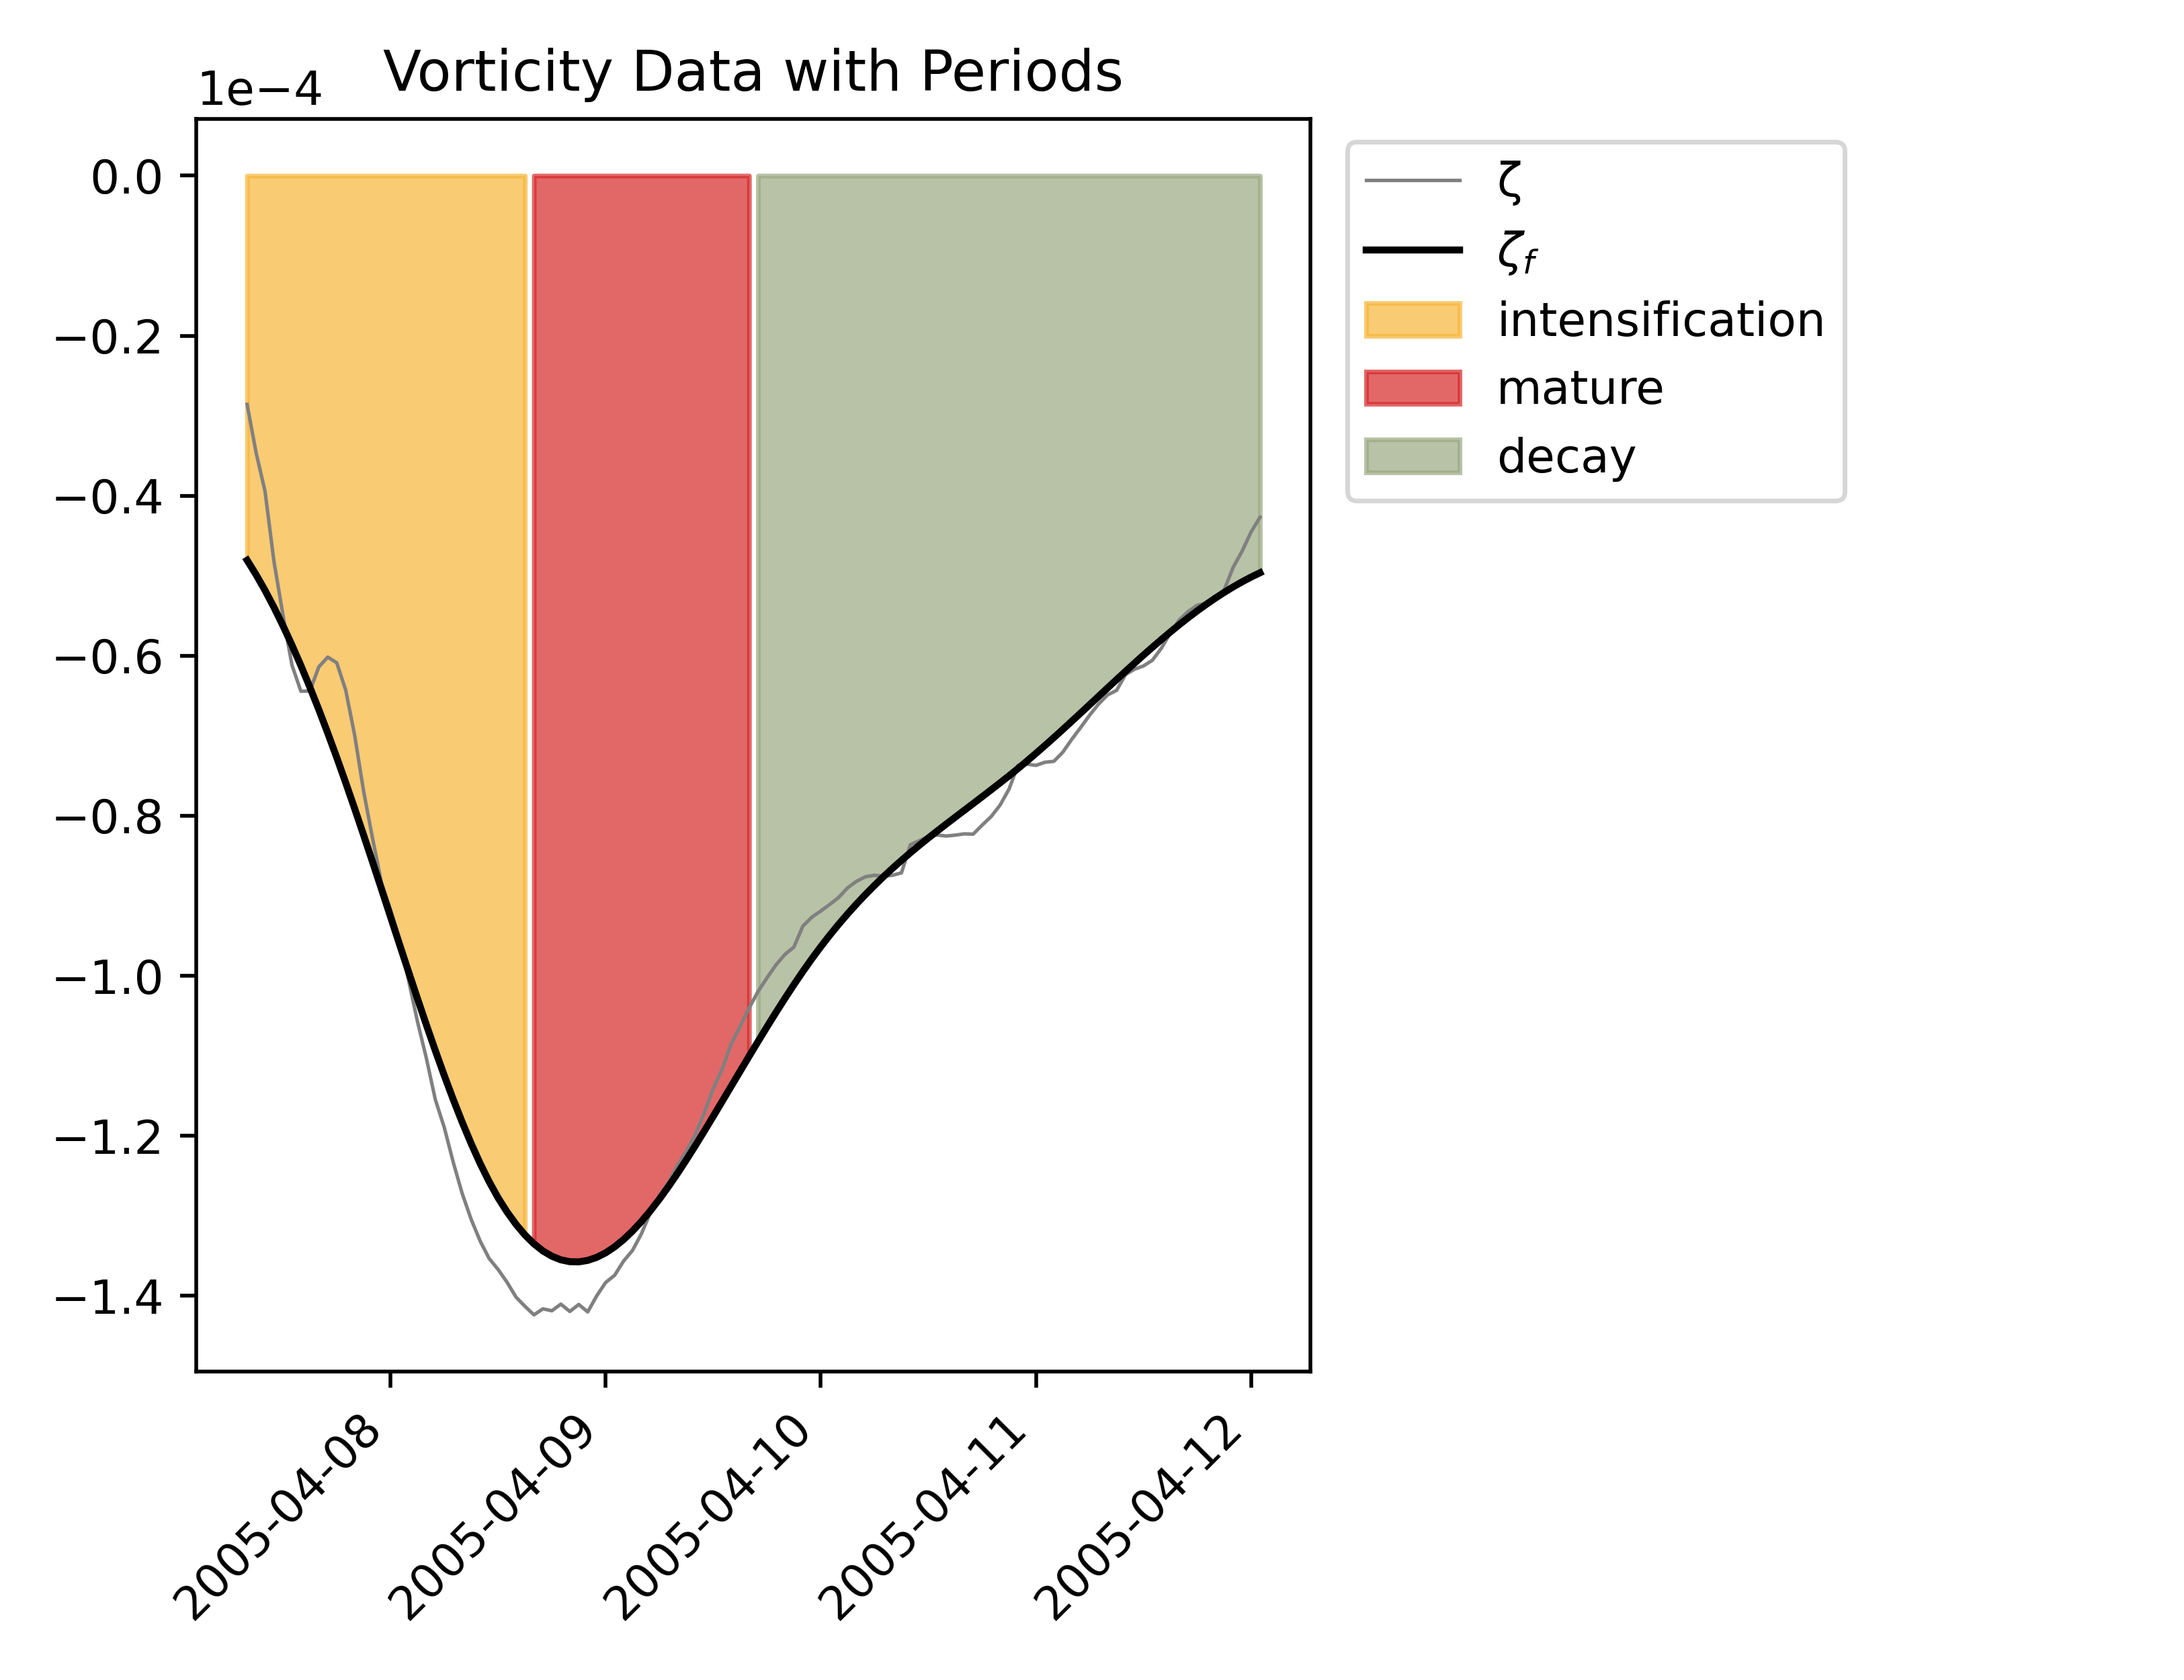 Vorticity Data with Periods
1e−4
0.0
−0.2
−0.4
−0.6
−0.8
−1.0
−1.2
−1.4
2005-04-08
2005-04-09
2005-04-10
2005-04-11
2005-04-12
ζ
ζf
intensification
mature
decay